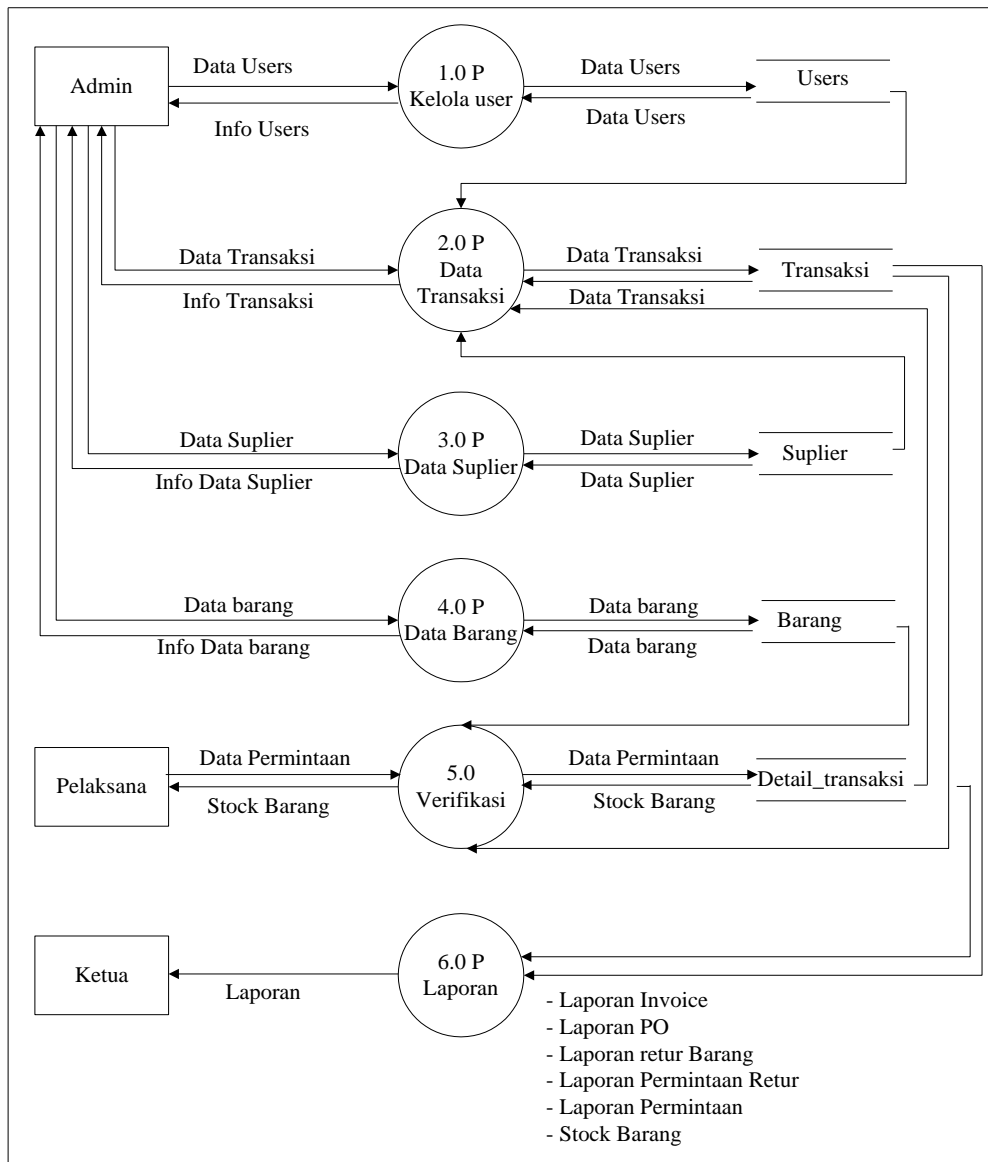 Admin
Data Users
Info Users
1.0 P
Kelola user
Data Users
Data Users
Users
Data Transaksi
Info Transaksi
2.0 P
Data
Transaksi
Data Transaksi
Data Transaksi
Transaksi
Data Suplier
Info Data Suplier
3.0 P
Data Suplier
Data Suplier
Data Suplier
Suplier
Data barang
Info Data barang
4.0 P
Data Barang
Data barang
Data barang
Barang
Pelaksana
Data Permintaan
Stock Barang
5.0
Verifikasi
Data Permintaan
Stock Barang
Detail_transaksi
Ketua
Laporan
6.0 P
Laporan
- Laporan Invoice
- Laporan PO
- Laporan retur Barang
- Laporan Permintaan Retur
- Laporan Permintaan
- Stock Barang